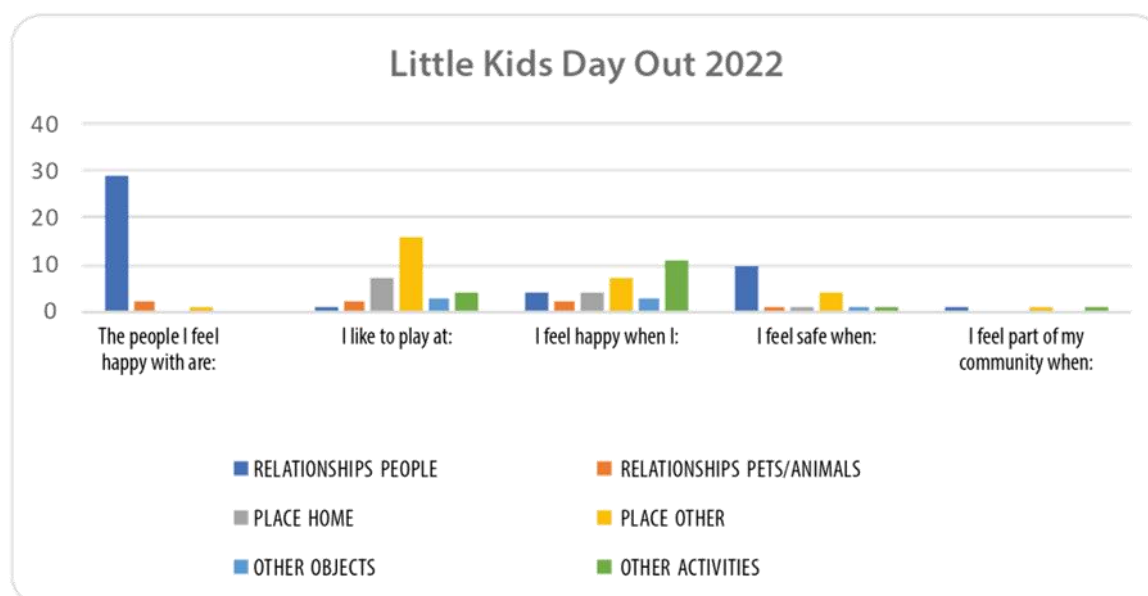 Little Kids Day Out 2022
40
30
20
10
0
The people I feel
happy with are:
I like to play at:
I feel happy when I:
I feel safe when:
I feel part of my
community when:
RELATIONSHIPS PEOPLE
RELATIONSHIPS PETS/ANIMALS
PLACE HOME
PLACE OTHER
OTHER OBJECTS
OTHER ACTIVITIES